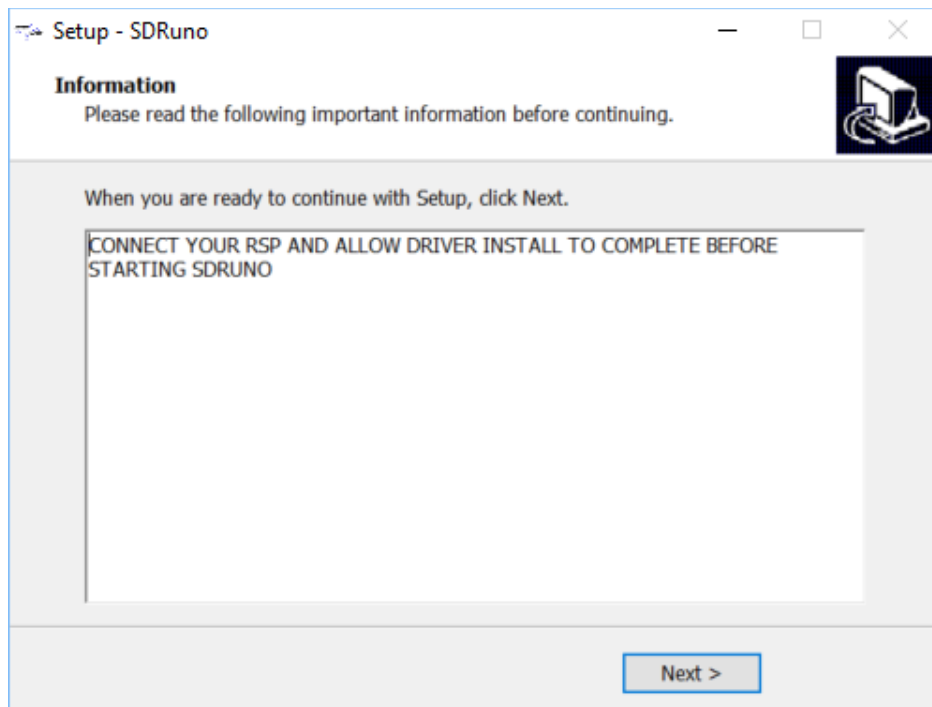 Setup - SDRuno
Information
Please read the following important information before continuing.
When you are ready to continue with Setup, click Next.
CONNECT YOUR RSP AND ALLOW DRIVER INSTALL TO COMPLETE BEFORE
STARTING SDRUNO
Next >